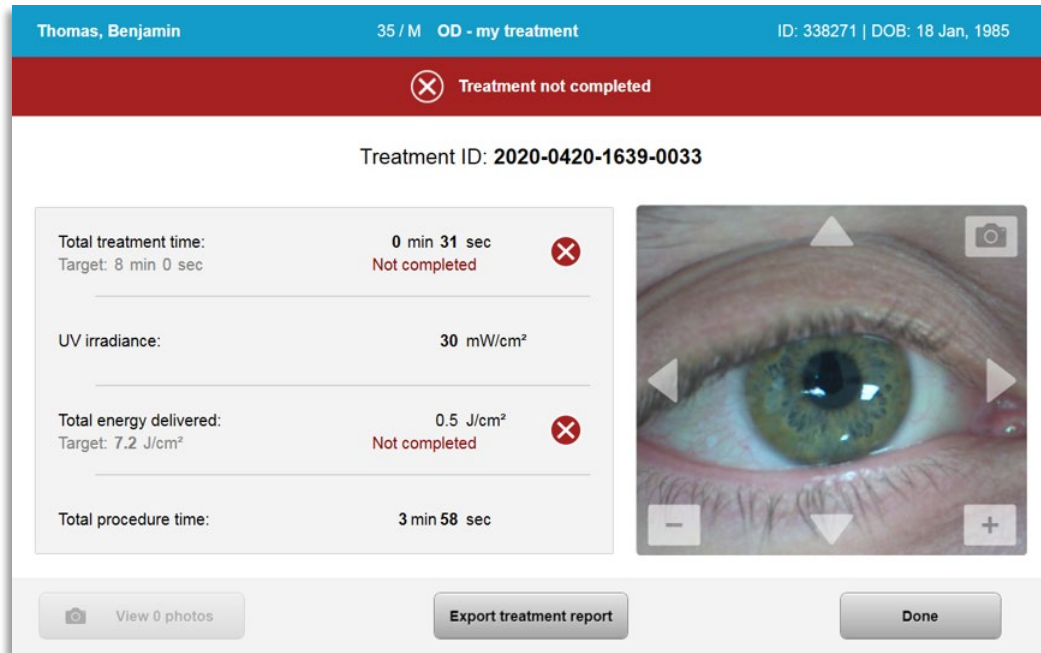 Thomas, Benjamin 35 / M OD - my treatment ID: 338271 | DOB: 18 Jan, 1985
Treatment not completed
Treatment ID: 2020-0420-1639-0033
Total treatment time: 0 min 31 sec
Target: 8 min 0 sec Not completed
UV irradiance: 30 mW/cm²
Total energy delivered: 0.5 J/cm²
Target: 7.2 J/cm² Not completed
Total procedure time: 3 min 58 sec
View 0 photos Export treatment report Done